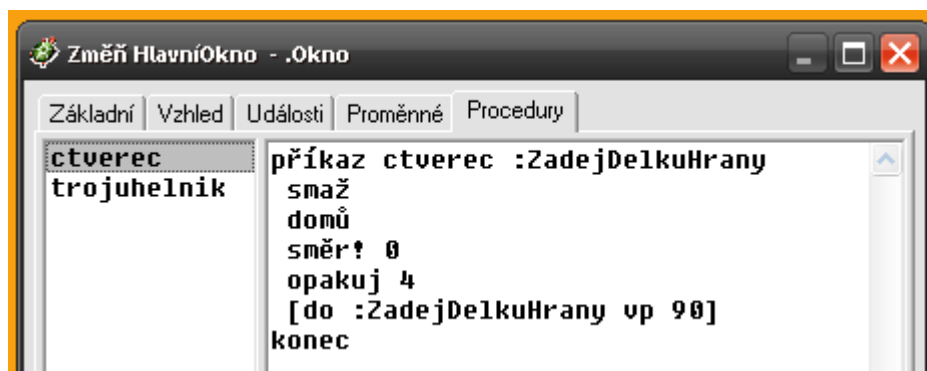 Změň HlavníOkno - .Okno
Základní Vzhled Události Proměnné Procedury
ctverec
trojuhelnik
příkaz ctverec :ZadejDelkuHrany
smaž
domů
směr! 0
opakuj 4
[do :ZadejDelkuHrany vp 90]
konec